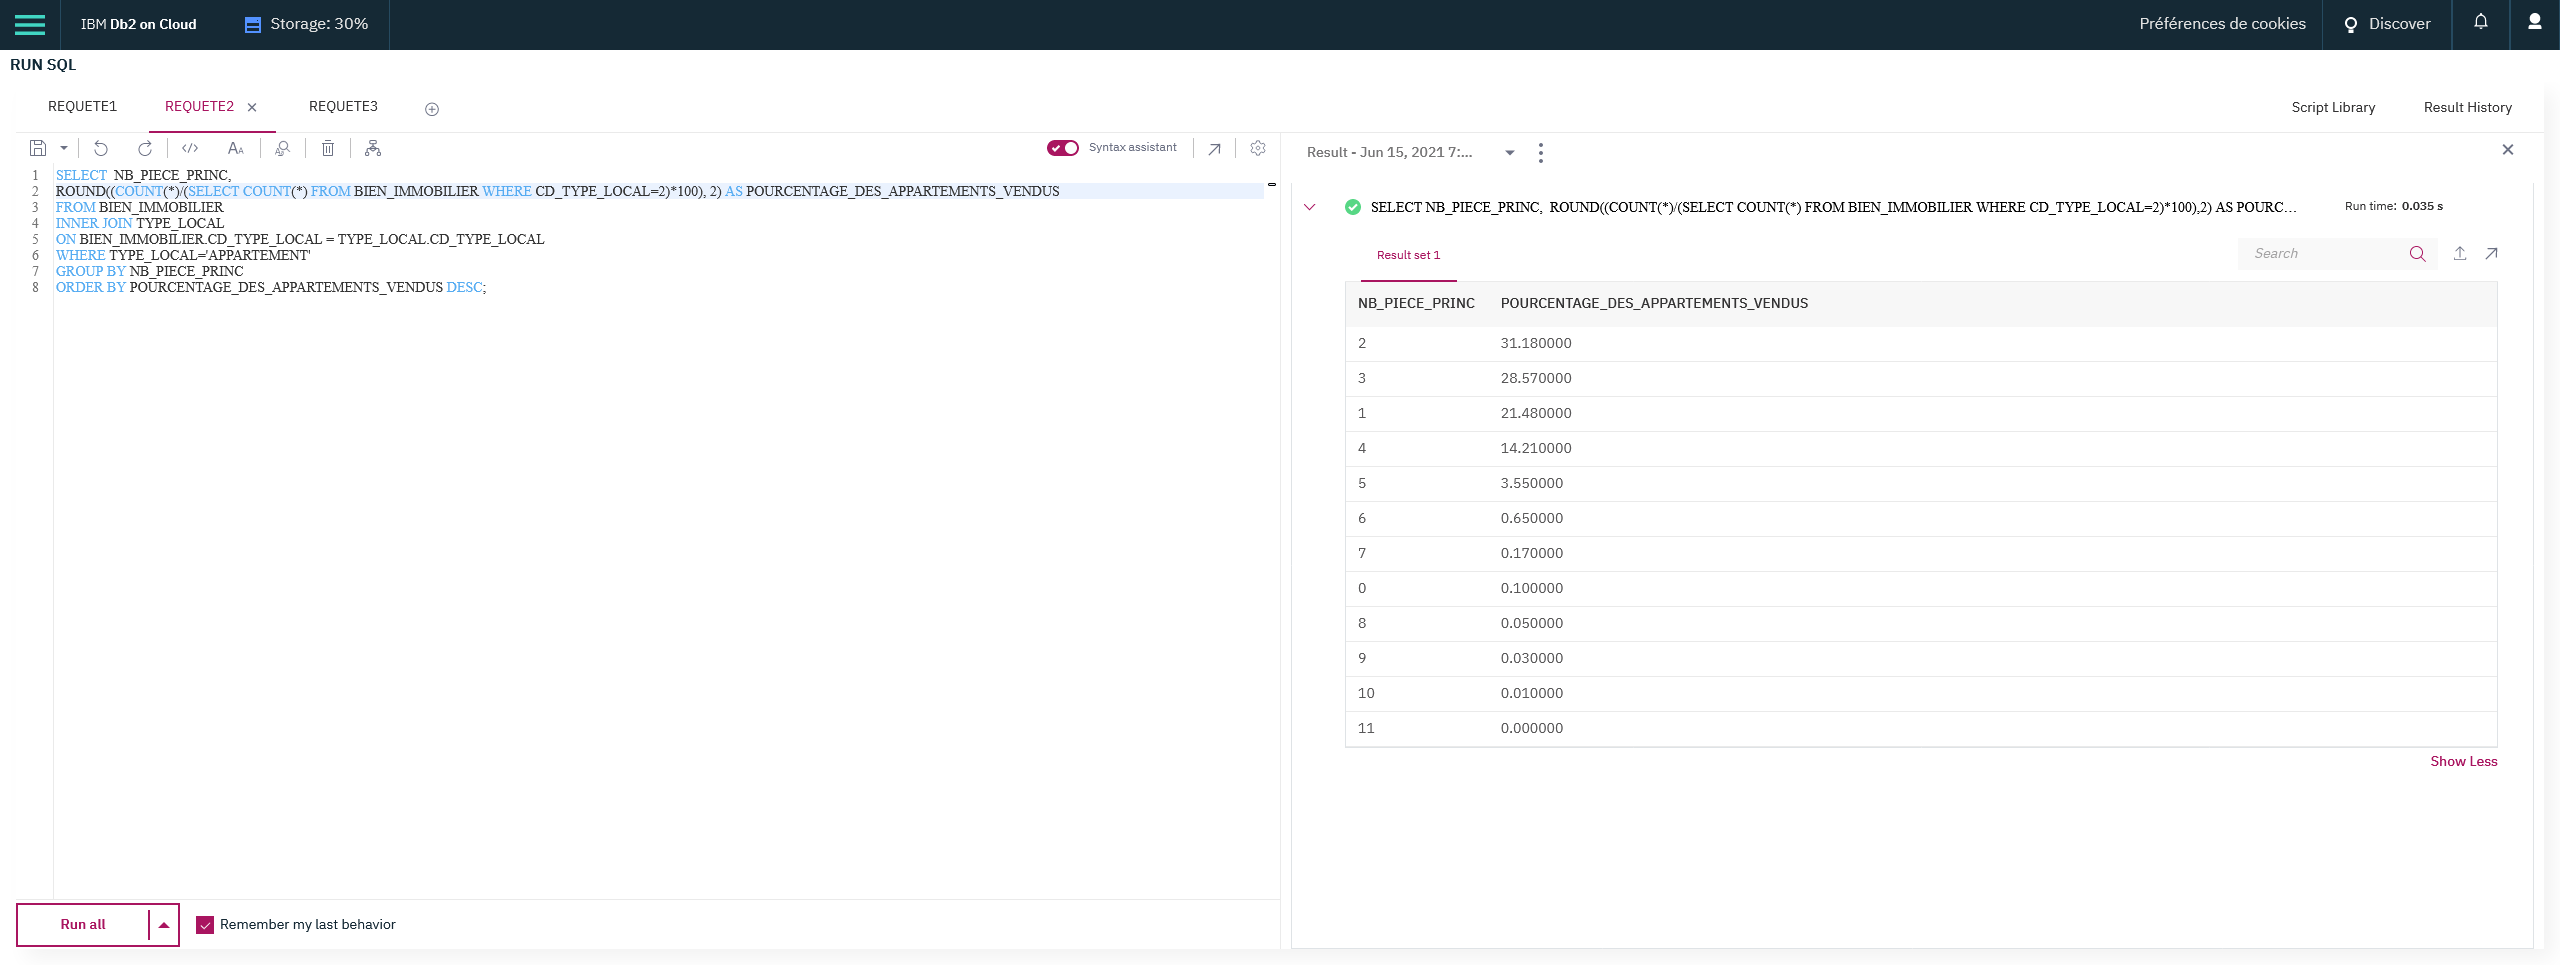 IBM Db2 on Cloud
Storage: 30%
Préférences de cookies
Discover
RUN SQL
REQUETE1
REQUETE2
REQUETE3
Script Library
Result History
Syntax assistant
1 SELECT  NB_PIECE_PRINC,
2 ROUND((COUNT(*)/(SELECT COUNT(*) FROM BIEN_IMMOBILIER WHERE CD_TYPE_LOCAL=2)*100), 2) AS POURCENTAGE_DES_APPARTEMENTS_VENDUS
3 FROM BIEN_IMMOBILIER
4 INNER JOIN TYPE_LOCAL
5 ON BIEN_IMMOBILIER.CD_TYPE_LOCAL = TYPE_LOCAL.CD_TYPE_LOCAL
6 WHERE TYPE_LOCAL='APPARTEMENT'
7 GROUP BY NB_PIECE_PRINC
8 ORDER BY POURCENTAGE_DES_APPARTEMENTS_VENDUS DESC;
Run all
Remember my last behavior
Result - Jun 15, 2021 7:...
SELECT NB_PIECE_PRINC,  ROUND((COUNT(*)/(SELECT COUNT(*) FROM BIEN_IMMOBILIER WHERE CD_TYPE_LOCAL=2)*100),2) AS POURC...
Run time: 0.035 s
Result set 1
Search
NB_PIECE_PRINC POURCENTAGE_DES_APPARTEMENTS_VENDUS
2 31.180000
3 28.570000
1 21.480000
4 14.210000
5 3.550000
6 0.650000
7 0.170000
0 0.100000
8 0.050000
9 0.030000
10 0.010000
11 0.000000
Show Less